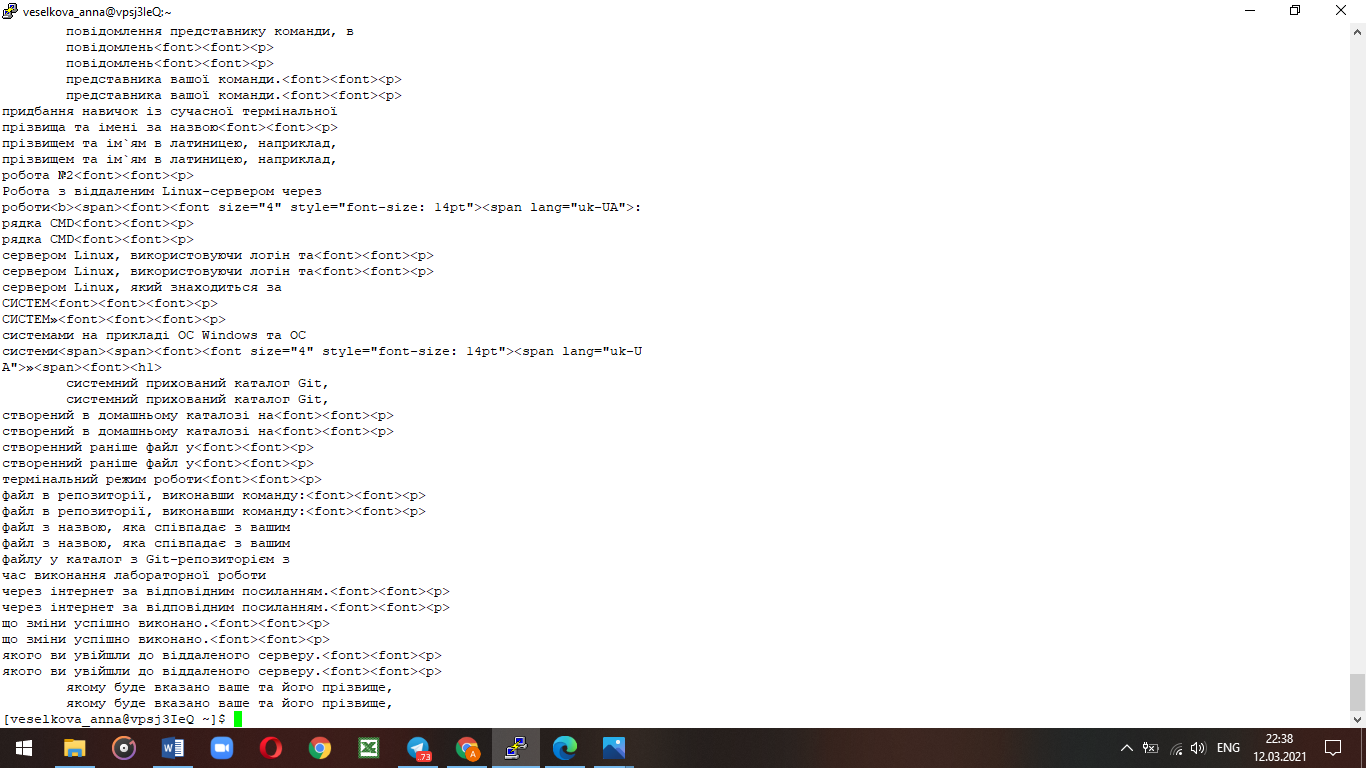 veselkova_anna@vpsj3IeQ:~
повідомлення представнику команди, в
повідомлень<font><font><p>
повідомлень<font><font><p>
представника вашої команди.<font><font><p>
представника вашої команди.<font><font><p>
придбання навичок із сучасної термінальної
прізвища та імені за назвою<font><font><p>
прізвищем та ім`ям в латиницею, наприклад,
прізвищем та ім`ям в латиницею, наприклад,
робота №2<font><font><p>
Робота з віддаленим Linux-сервером через
роботи<b><span><font><font size="4" style="font-size: 14pt"><span lang="uk-UA">:
рядка CMD<font><font><p>
рядка CMD<font><font><p>
сервером Linux, використовуючи логін та<font><font><p>
сервером Linux, використовуючи логін та<font><font><p>
сервером Linux, який знаходиться за
СИСТЕМ<font><font><font><p>
СИСТЕМ»<font><font><font><p>
системами на прикладі ОС Windows та ОС
системи<span><span><font><font size="4" style="font-size: 14pt"><span lang="uk-U
A">»<span><font><h1>
системний прихований каталог Git,
системний прихований каталог Git,
створений в домашньому каталозі на<font><font><p>
створений в домашньому каталозі на<font><font><p>
створенний раніше файл у<font><font><p>
створенний раніше файл у<font><font><p>
термінальний режим роботи<font><font><p>
файл в репозиторії, виконавши команду:<font><font><p>
файл в репозиторії, виконавши команду:<font><font><p>
файл з назвою, яка співпадає з вашим
файл з назвою, яка співпадає з вашим
файлу у каталог з Git-репозиторієм з
час виконання лабораторної роботи
через інтернет за відповідним посиланням.<font><font><p>
через інтернет за відповідним посиланням.<font><font><p>
що зміни успішно виконано.<font><font><p>
що зміни успішно виконано.<font><font><p>
якого ви увійшли до віддаленого серверу.<font><font><p>
якого ви увійшли до віддаленого серверу.<font><font><p>
якому буде вказано ваше та його прізвище,
якому буде вказано ваше та його прізвище,
[veselkova_anna@vpsj3IeQ ~]$
73
ENG
22:38
12.03.2021